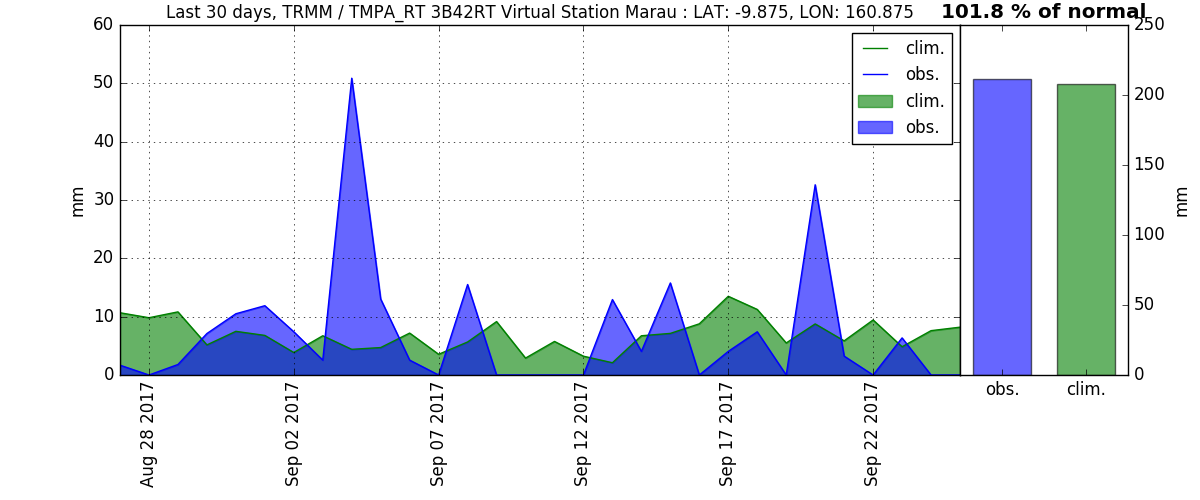 Last 30 days, TRMM / TMPA_RT 3B42RT Virtual Station Marau : LAT: -9.875, LON: 160.875
101.8 % of normal
60
50
40
30
20
10
0
mm
clim.
obs.
clim.
obs.
250
200
150
100
50
0
mm
Aug 28 2017
Sep 02 2017
Sep 07 2017
Sep 12 2017
Sep 17 2017
Sep 22 2017
obs.
clim.